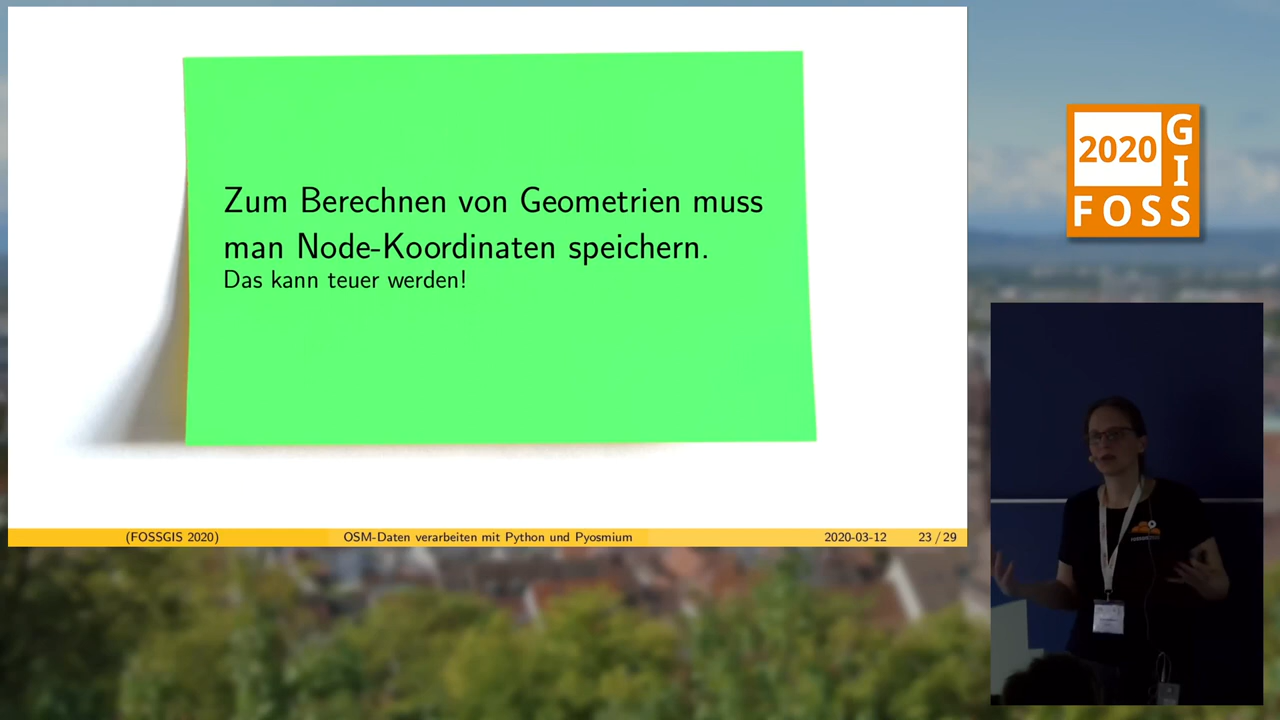 Zum Berechnen von Geometrien muss
man Node-Koordinaten speichern.
Das kann teuer werden!
(FOSSGIS 2020) OSM-Daten verarbeiten mit Python und Pyosmium 2020-03-12 23 / 29
2020 GIS
FOSS